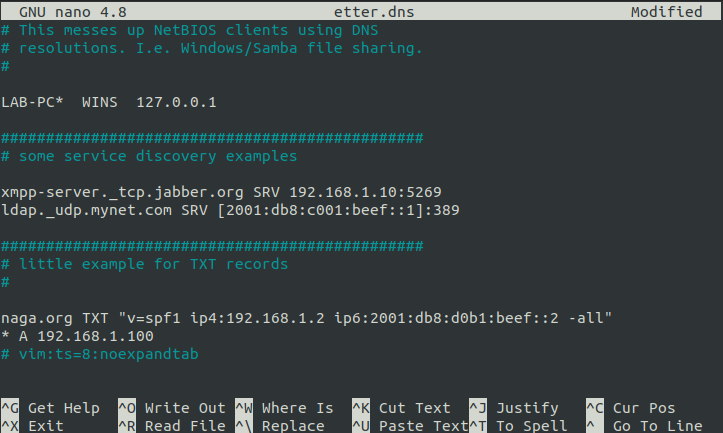 GNU nano 4.8 etter.dns Modified
# This messes up NetBIOS clients using DNS
# resolutions. I.e. Windows/Samba file sharing.
#
LAB-PC*  WINS  127.0.0.1
###############################################
# some service discovery examples
xmpp-server._tcp.jabber.org SRV 192.168.1.10:5269
ldap._udp.mynet.com SRV [2001:db8:c001:beef::1]:389
###############################################
# little example for TXT records
#
naga.org TXT "v=spf1 ip4:192.168.1.2 ip6:2001:db8:d0b1:beef::2 -all"
* A 192.168.1.100
# vim:ts=8:noexpandtab
^G Get Help ^O Write Out ^W Where Is ^K Cut Text ^J Justify ^C Cur Pos
^X Exit ^R Read File ^\ Replace ^U Paste Text ^T To Spell ^ Go To Line